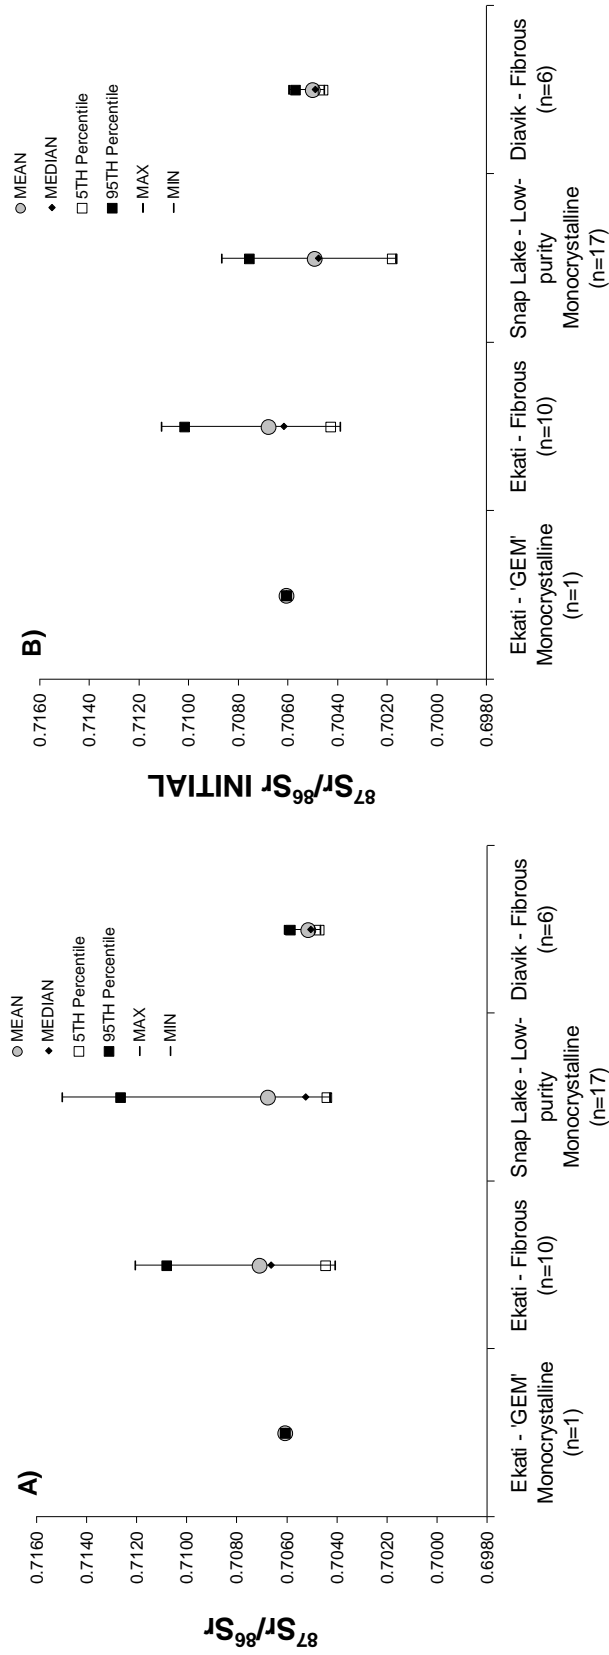 A)
⁸⁷Sr/⁸⁶Sr
0.7160
0.7140
0.7120
0.7100
0.7080
0.7060
0.7040
0.7020
0.7000
0.6980
MEAN
MEDIAN
5TH Percentile
95TH Percentile
MAX
MIN
Ekati - 'GEM'
Monocrystalline
(n=1)
Ekati - Fibrous
(n=10)
Snap Lake - Low-
purity
Monocrystalline
(n=17)
Diavik - Fibrous
(n=6)
B)
⁸⁷Sr/⁸⁶Sr INITIAL
0.7160
0.7140
0.7120
0.7100
0.7080
0.7060
0.7040
0.7020
0.7000
0.6980
MEAN
MEDIAN
5TH Percentile
95TH Percentile
MAX
MIN
Ekati - 'GEM'
Monocrystalline
(n=1)
Ekati - Fibrous
(n=10)
Snap Lake - Low-
purity
Monocrystalline
(n=17)
Diavik - Fibrous
(n=6)